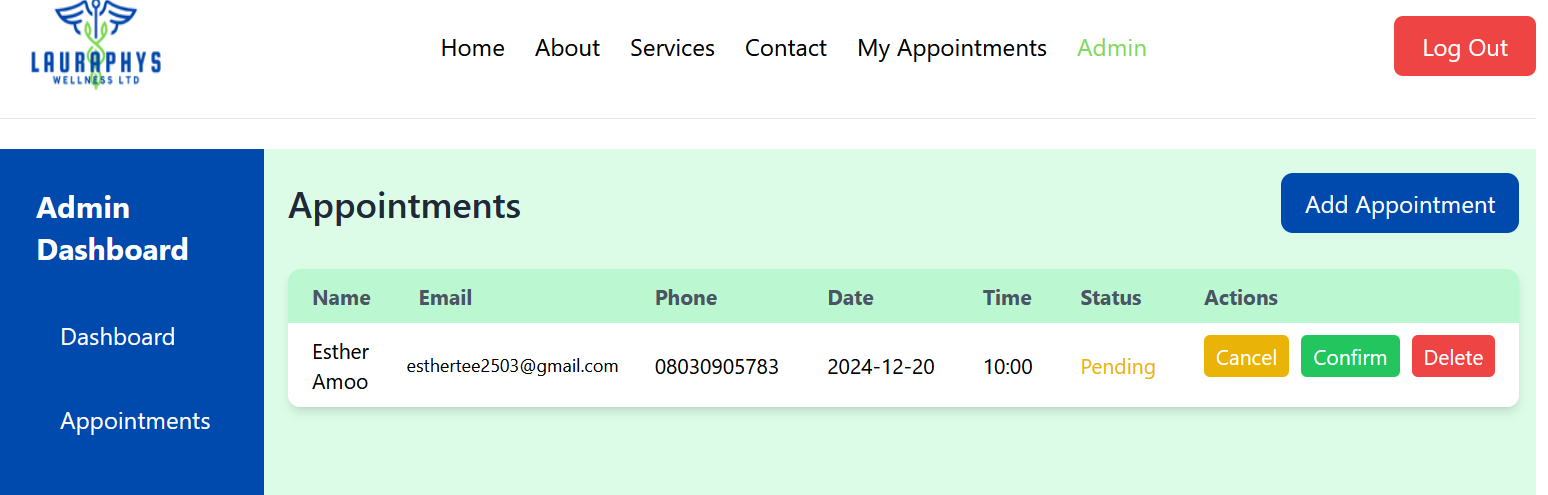 LAURAPHYS
WELLNESS LTD
Home About Services Contact My Appointments Admin
Log Out
Admin
Dashboard
Dashboard
Appointments
Appointments
Add Appointment
Name Email Phone Date Time Status Actions
Esther
Amoo
esthertee2503@gmail.com 08030905783 2024-12-20 10:00 Pending Cancel Confirm Delete